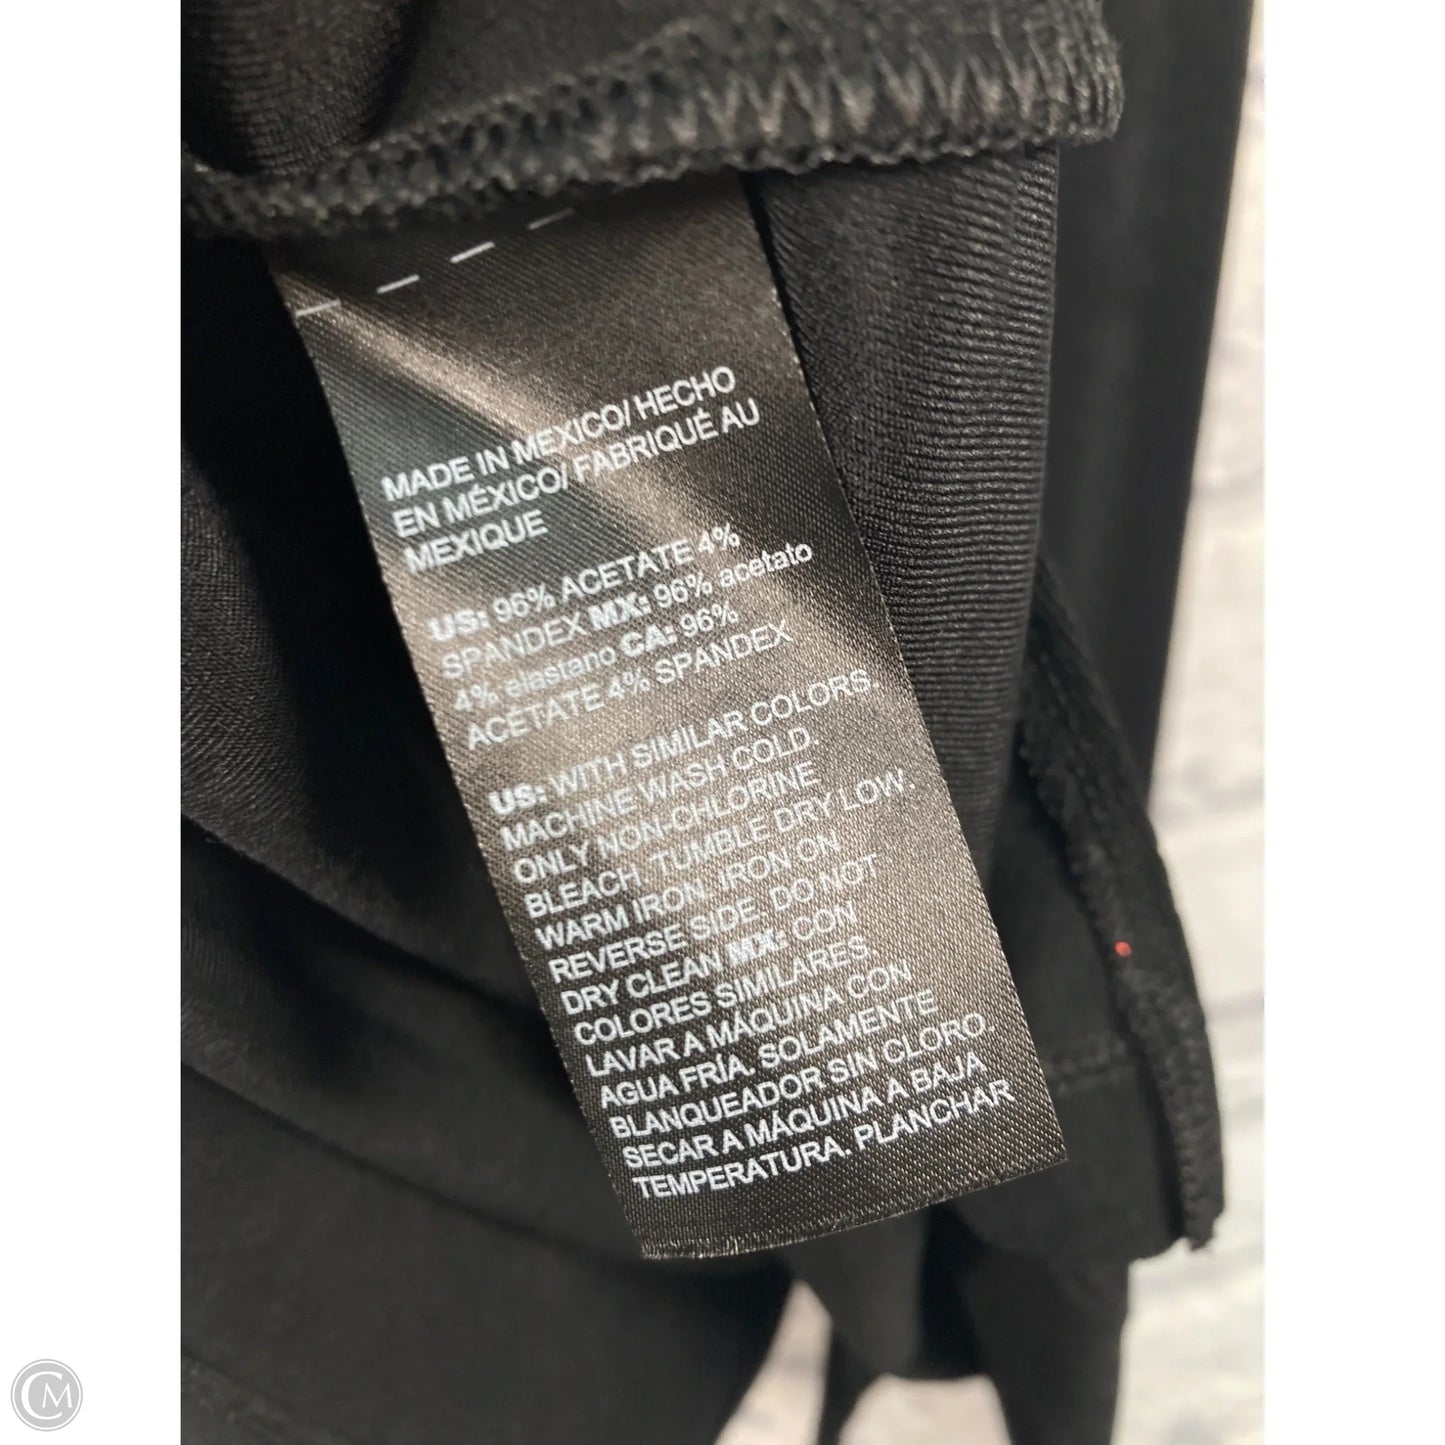 MADE IN MEXICO/ HECHO
EN MÉXICO/ FABRIQUÉ AU
MEXIQUE
US: 96% ACETATE 4%
SPANDEX MX: 96% acetato
4% elastano CA: 96%
ACÉTATE 4% SPANDEX
US: WITH SIMILAR COLORS.
MACHINE WASH COLD.
ONLY NON-CHLORINE
BLEACH. TUMBLE DRY LOW.
WARM IRON. IRON ON
REVERSE SIDE. DO NOT
DRY CLEAN MX: CON
COLORES SIMILARES.
LAVAR A MÁQUINA CON
AGUA FRÍA. SOLAMENTE
BLANQUEADOR SIN CLORO.
SECAR A MÁQUINA A BAJA
TEMPERATURA. PLANCHAR
CM